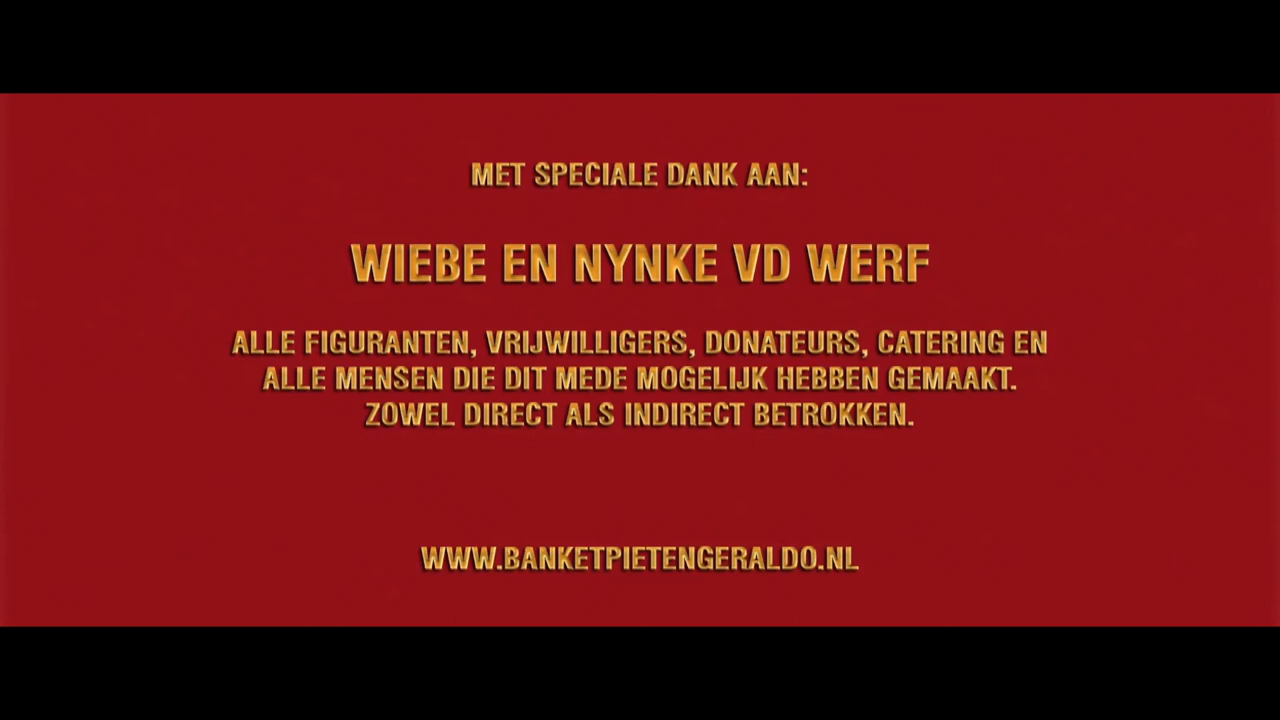 MET SPECIALE DANK AAN:
WIEBE EN NYNKE VD WERF
ALLE FIGURANTEN, VRIJWILLIGERS, DONATEURS, CATERING EN
ALLE MENSEN DIE DIT MEDE MOGELIJK HEBBEN GEMAAKT.
ZOWEL DIRECT ALS INDIRECT BETROKKEN.
WWW.BANKETPIETENGERALDO.NL